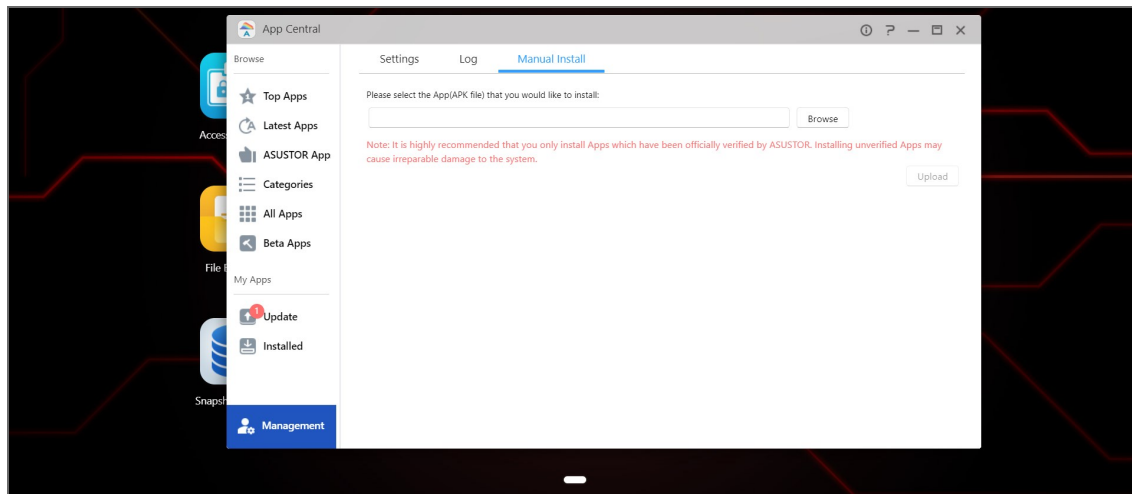 App Central
Browse
Top Apps
Latest Apps
ASUSTOR App
Categories
All Apps
Beta Apps
My Apps
1
Update
Installed
Management
Settings Log Manual Install
Please select the App(APK file) that you would like to install:
Browse
Note: It is highly recommended that you only install Apps which have been officially verified by ASUSTOR. Installing unverified Apps may
cause irreparable damage to the system.
Upload